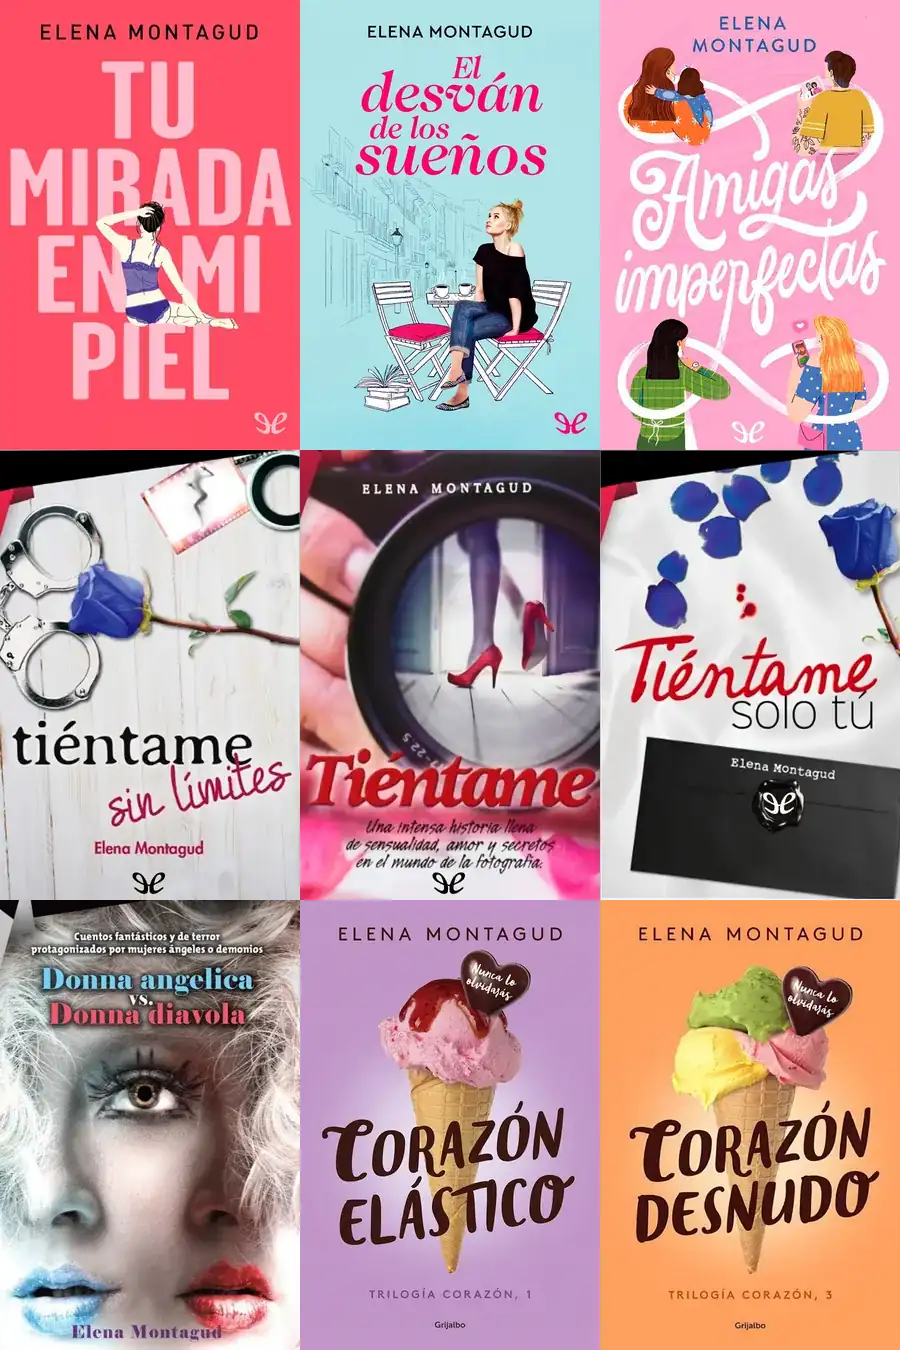 ELENA MONTAGUD
TU
MIRADA
EN MI
PIEL
ELENA MONTAGUD
El
desván
de los
sueños
ELENA
MONTAGUD
Amigas
imperfectas
tiéntame
sin límites
Elena Montagud
ELENA MONTAGUD
Tiéntame
Una intensa historia llena
de sensualidad, amor y secretos
en el mundo de la fotografía.
Tiéntame
solo tú
Elena Montagud
Cuentos fantásticos y de terror
protagonizados por mujeres ángeles o demonios
Donna angelica
vs.
Donna diavola
Elena Montagud
ELENA MONTAGUD
Nunca lo
olvidarás
CORAZÓN
ELÁSTICO
TRILOGÍA CORAZÓN, 1
Grijalbo
ELENA MONTAGUD
Nunca lo
olvidarás
CORAZÓN
DESNUDO
TRILOGÍA CORAZÓN, 3
Grijalbo